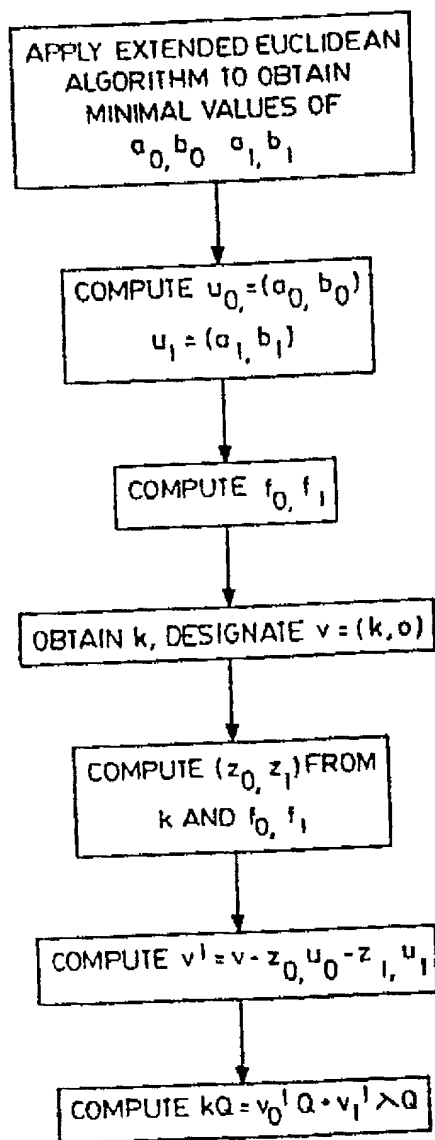 APPLY EXTENDED EUCLIDEAN
ALGORITHM TO OBTAIN
MINIMAL VALUES OF
a₀, b₀ a₁, b₁
COMPUTE u₀, = (a₀, b₀)
u₁ = (a₁, b₁)
COMPUTE f₀, f₁
OBTAIN k, DESIGNATE v = (k, o)
COMPUTE (z₀, z₁) FROM
k AND f₀, f₁
COMPUTE v' = v - z₀, u₀ - z₁, u₁
COMPUTE kQ = v₀' Q + v₁' λQ